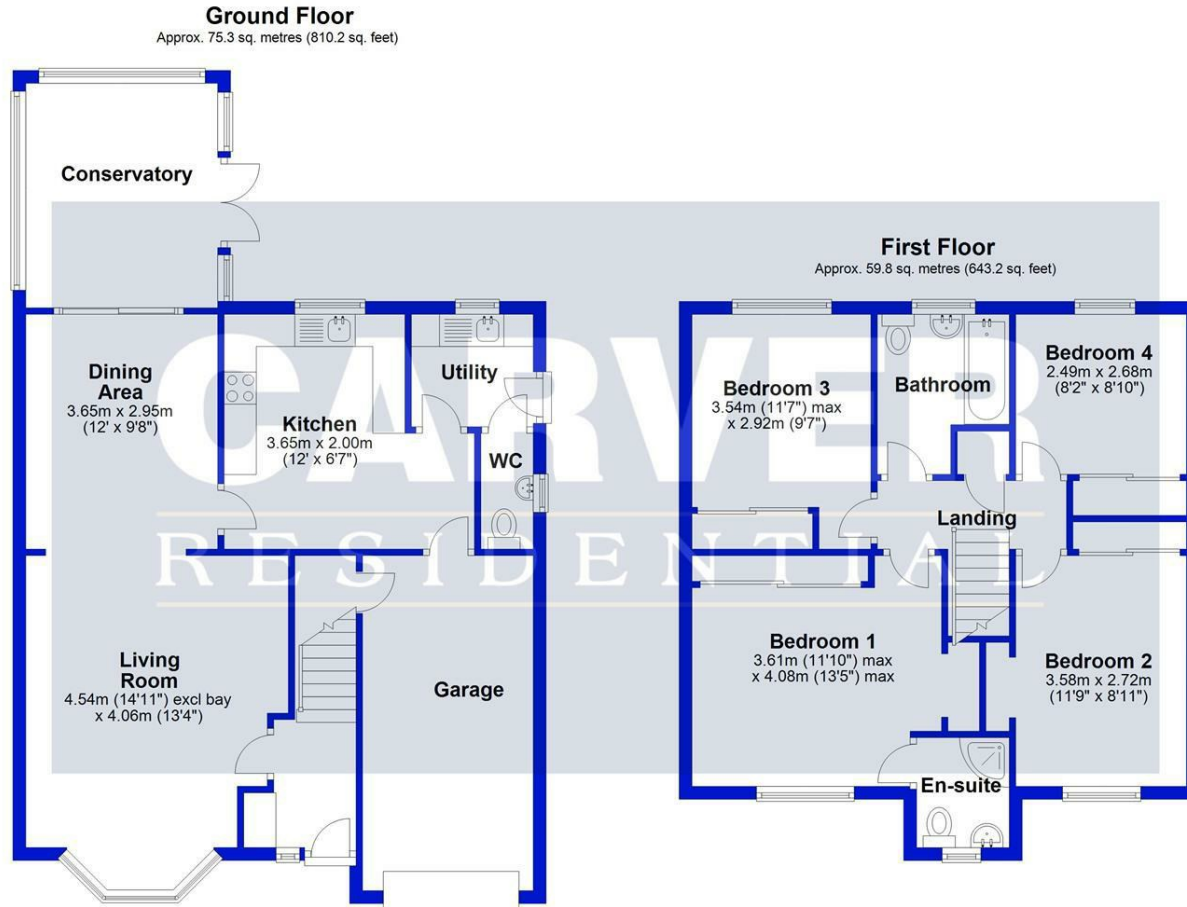 Ground Floor
Approx. 75.3 sq. metres (810.2 sq. feet)
Conservatory
First Floor
Approx. 59.8 sq. metres (643.2 sq. feet)
Dining
Area
3.65m x 2.95m
(12' x 9'8")
Kitchen
3.65m x 2.00m
(12' x 6'7")
Utility
WC
Living
Room
4.54m (14'11") excl bay
x 4.06m (13'4")
Garage
Bedroom 3
3.54m (11'7") max
x 2.92m (9'7")
Bathroom
Bedroom 4
2.49m x 2.68m
(8'2" x 8'10")
Landing
Bedroom 1
3.61m (11'10") max
x 4.08m (13'5") max
Bedroom 2
3.58m x 2.72m
(11'9" x 8'11")
En-suite
CARVER
RESIDENTIAL